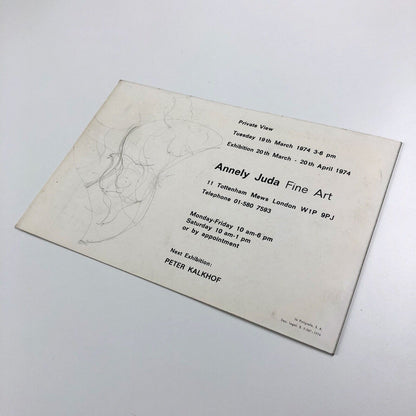 Private View
Tuesday 19th March 1974 3-6 pm
Exhibition 20th March - 20th April 1974
Annely Juda Fine Art
11 Tottenham Mews London W1P 9PJ
Telephone 01-580 7593
Monday-Friday 10 am-6 pm
Saturday 10 am-1 pm
or by appointment
Next Exhibition:
PETER KALKHOF